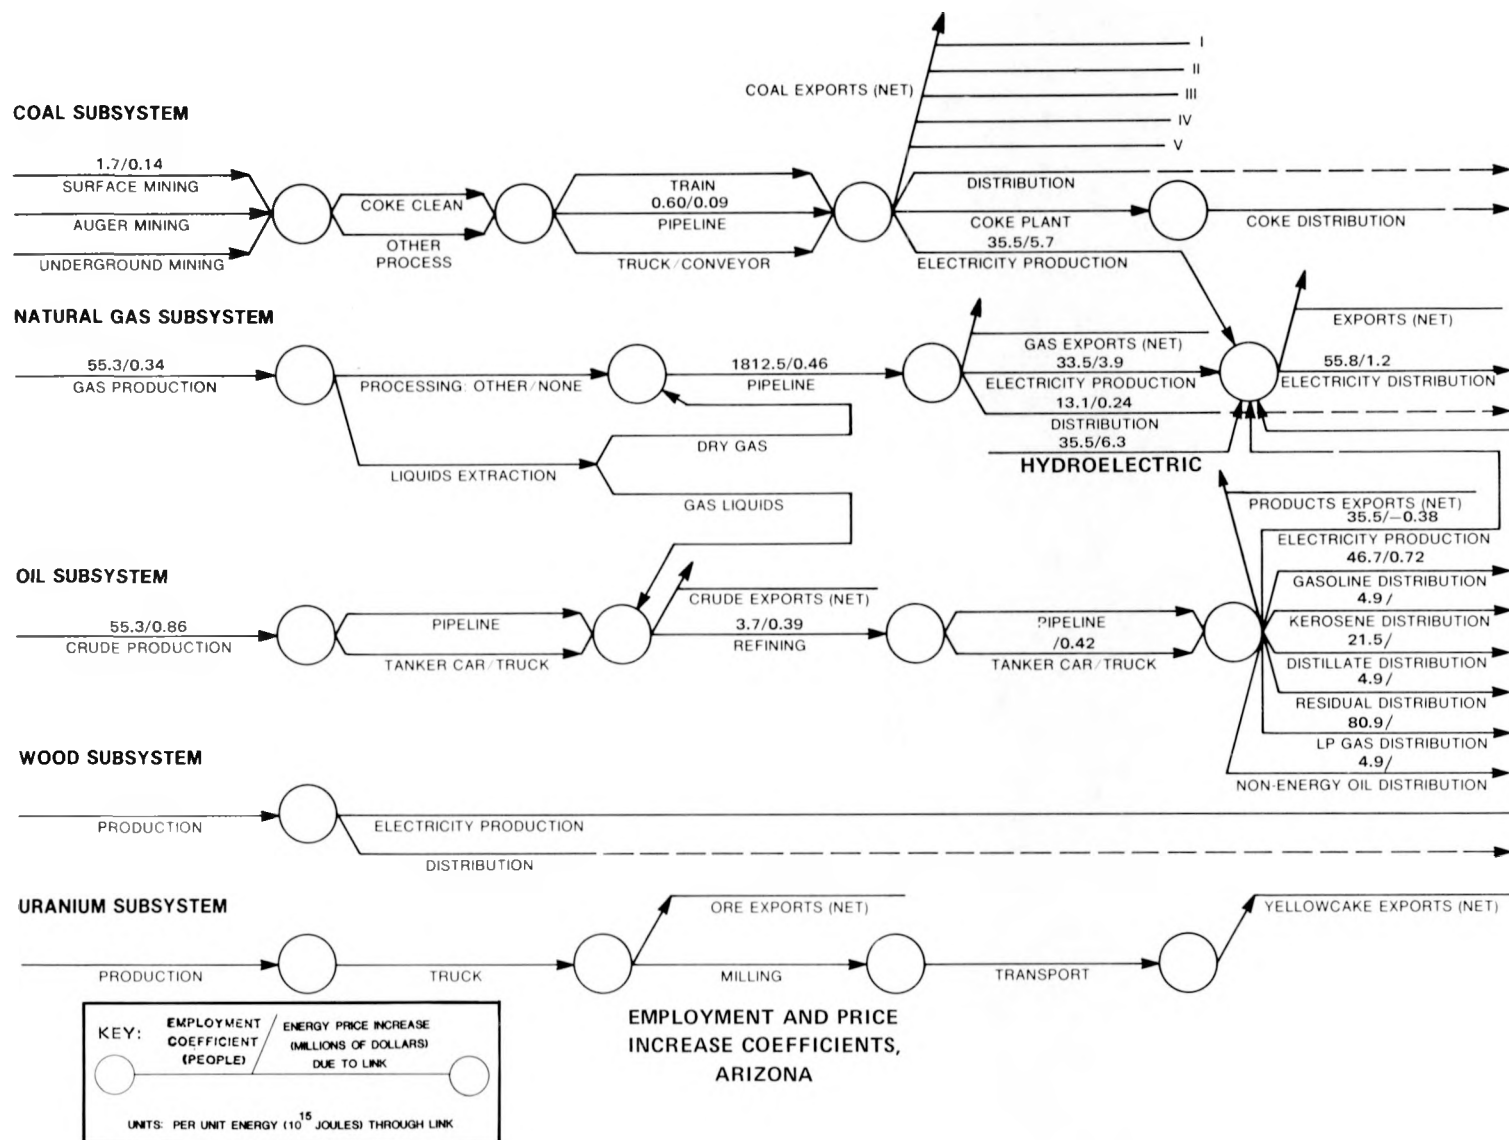 COAL EXPORTS (NET)
I
II
III
IV
V
COAL SUBSYSTEM
1.7/0.14
SURFACE MINING
AUGER MINING
UNDERGROUND MINING
COKE CLEAN
OTHER
PROCESS
TRAIN
0.60/0.09
PIPELINE
TRUCK/CONVEYOR
DISTRIBUTION
COKE PLANT
35.5/5.7
ELECTRICITY PRODUCTION
COKE DISTRIBUTION
NATURAL GAS SUBSYSTEM
55.3/0.34
GAS PRODUCTION
PROCESSING: OTHER/NONE
LIQUIDS EXTRACTION
DRY GAS
GAS LIQUIDS
1812.5/0.46
PIPELINE
GAS EXPORTS (NET)
33.5/3.9
ELECTRICITY PRODUCTION
13.1/0.24
DISTRIBUTION
35.5/6.3
HYDROELECTRIC
EXPORTS (NET)
55.8/1.2
ELECTRICITY DISTRIBUTION
OIL SUBSYSTEM
55.3/0.86
CRUDE PRODUCTION
PIPELINE
TANKER CAR/TRUCK
CRUDE EXPORTS (NET)
3.7/0.39
REFINING
PIPELINE
/0.42
TANKER CAR/TRUCK
PRODUCTS EXPORTS (NET)
35.5/−0.38
ELECTRICITY PRODUCTION
46.7/0.72
GASOLINE DISTRIBUTION
4.9/
KEROSENE DISTRIBUTION
21.5/
DISTILLATE DISTRIBUTION
4.9/
RESIDUAL DISTRIBUTION
80.9/
LP GAS DISTRIBUTION
4.9/
NON-ENERGY OIL DISTRIBUTION
WOOD SUBSYSTEM
PRODUCTION
ELECTRICITY PRODUCTION
DISTRIBUTION
URANIUM SUBSYSTEM
PRODUCTION
TRUCK
ORE EXPORTS (NET)
MILLING
TRANSPORT
YELLOWCAKE EXPORTS (NET)
KEY:
EMPLOYMENT
COEFFICIENT
(PEOPLE)
/
ENERGY PRICE INCREASE
(MILLIONS OF DOLLARS)
DUE TO LINK
UNITS: PER UNIT ENERGY (10^15 JOULES) THROUGH LINK
EMPLOYMENT AND PRICE
INCREASE COEFFICIENTS,
ARIZONA